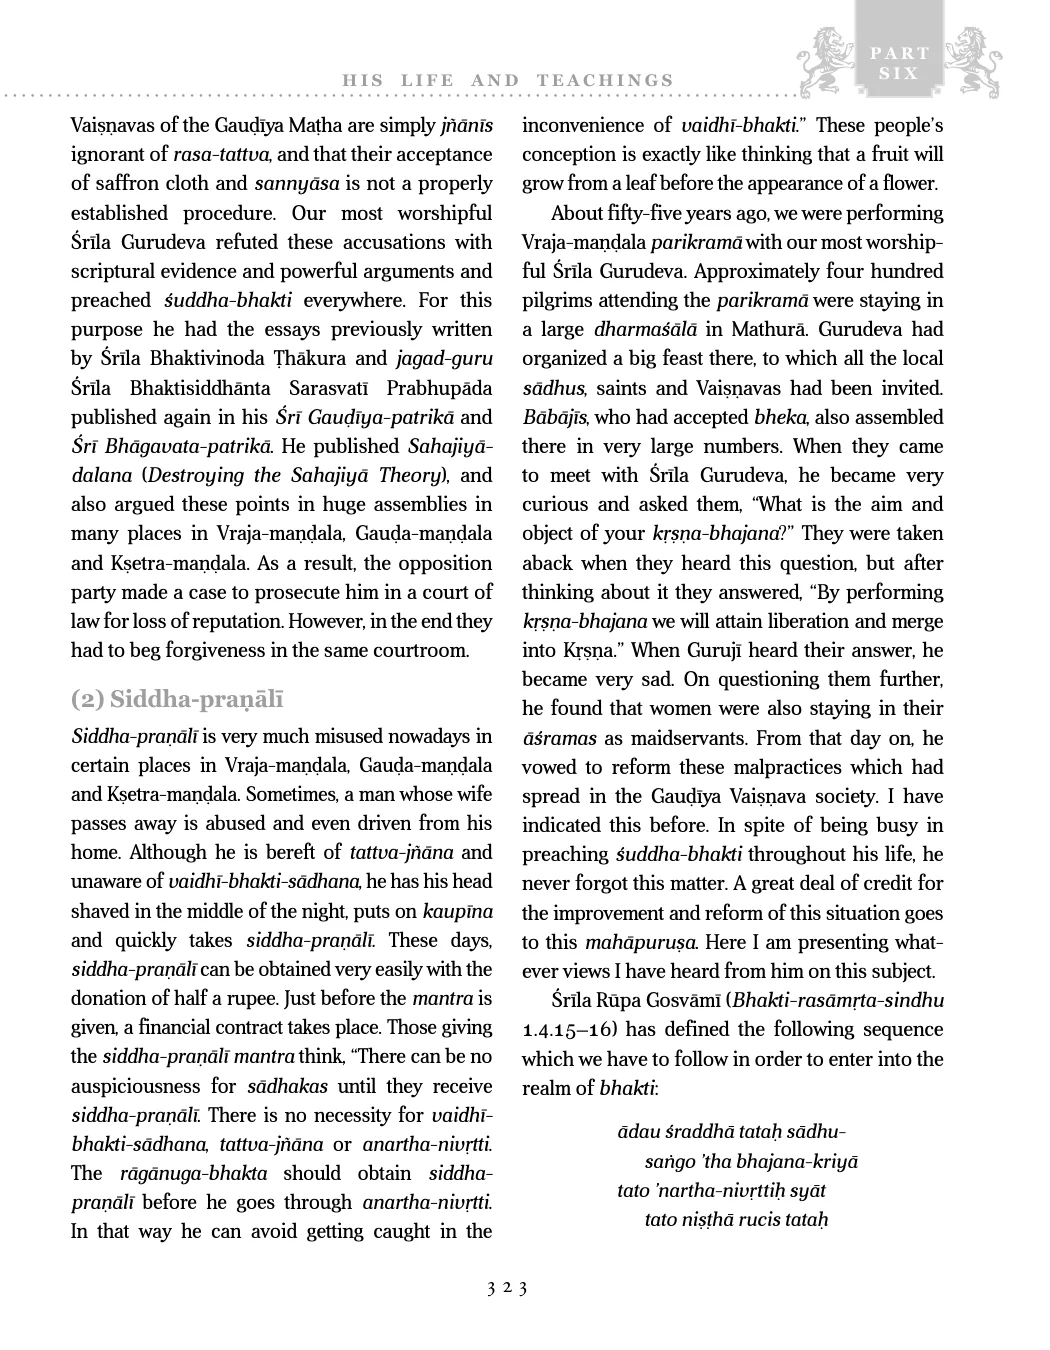 PART
SIX
HIS LIFE AND TEACHINGS
Vaiṣṇavas of the Gauḍīya Maṭha are simply jñānīs
ignorant of rasa-tattva, and that their acceptance
of saffron cloth and sannyāsa is not a properly
established procedure. Our most worshipful
Śrīla Gurudeva refuted these accusations with
scriptural evidence and powerful arguments and
preached śuddha-bhakti everywhere. For this
purpose he had the essays previously written
by Śrīla Bhaktivinoda Ṭhākura and jagad-guru
Śrīla Bhaktisiddhānta Sarasvatī Prabhupāda
published again in his Śrī Gauḍīya-patrikā and
Śrī Bhāgavata-patrikā. He published Sahajiyā-
dalana (Destroying the Sahajiyā Theory), and
also argued these points in huge assemblies in
many places in Vraja-maṇḍala, Gauḍa-maṇḍala
and Kṣetra-maṇḍala. As a result, the opposition
party made a case to prosecute him in a court of
law for loss of reputation. However, in the end they
had to beg forgiveness in the same courtroom.
(2) Siddha-praṇālī
Siddha-praṇālī is very much misused nowadays in
certain places in Vraja-maṇḍala, Gauḍa-maṇḍala
and Kṣetra-maṇḍala. Sometimes, a man whose wife
passes away is abused and even driven from his
home. Although he is bereft of tattva-jñāna and
unaware of vaidhī-bhakti-sādhana, he has his head
shaved in the middle of the night, puts on kaupīna
and quickly takes siddha-praṇālī. These days,
siddha-praṇālī can be obtained very easily with the
donation of half a rupee. Just before the mantra is
given, a financial contract takes place. Those giving
the siddha-praṇālī mantra think, “There can be no
auspiciousness for sādhakas until they receive
siddha-praṇālī. There is no necessity for vaidhī-
bhakti-sādhana, tattva-jñāna or anartha-nivṛtti.
The rāgānuga-bhakta should obtain siddha-
praṇālī before he goes through anartha-nivṛtti.
In that way he can avoid getting caught in the
inconvenience of vaidhī-bhakti.” These people’s
conception is exactly like thinking that a fruit will
grow from a leaf before the appearance of a flower.
About fifty-five years ago, we were performing
Vraja-maṇḍala parikramā with our most worship-
ful Śrīla Gurudeva. Approximately four hundred
pilgrims attending the parikramā were staying in
a large dharmaśālā in Mathurā. Gurudeva had
organized a big feast there, to which all the local
sādhus, saints and Vaiṣṇavas had been invited.
Bābājīs, who had accepted bheka, also assembled
there in very large numbers. When they came
to meet with Śrīla Gurudeva, he became very
curious and asked them, “What is the aim and
object of your kṛṣṇa-bhajana?” They were taken
aback when they heard this question, but after
thinking about it they answered, “By performing
kṛṣṇa-bhajana we will attain liberation and merge
into Kṛṣṇa.” When Gurujī heard their answer, he
became very sad. On questioning them further,
he found that women were also staying in their
āśramas as maidservants. From that day on, he
vowed to reform these malpractices which had
spread in the Gauḍīya Vaiṣṇava society. I have
indicated this before. In spite of being busy in
preaching śuddha-bhakti throughout his life, he
never forgot this matter. A great deal of credit for
the improvement and reform of this situation goes
to this mahāpuruṣa. Here I am presenting what-
ever views I have heard from him on this subject.
Śrīla Rūpa Gosvāmī (Bhakti-rasāmṛta-sindhu
1.4.15–16) has defined the following sequence
which we have to follow in order to enter into the
realm of bhakti:
ādau śraddhā tataḥ sādhu-
saṅgo ’tha bhajana-kriyā
tato ’nartha-nivṛttiḥ syāt
tato niṣṭhā rucis tataḥ
323